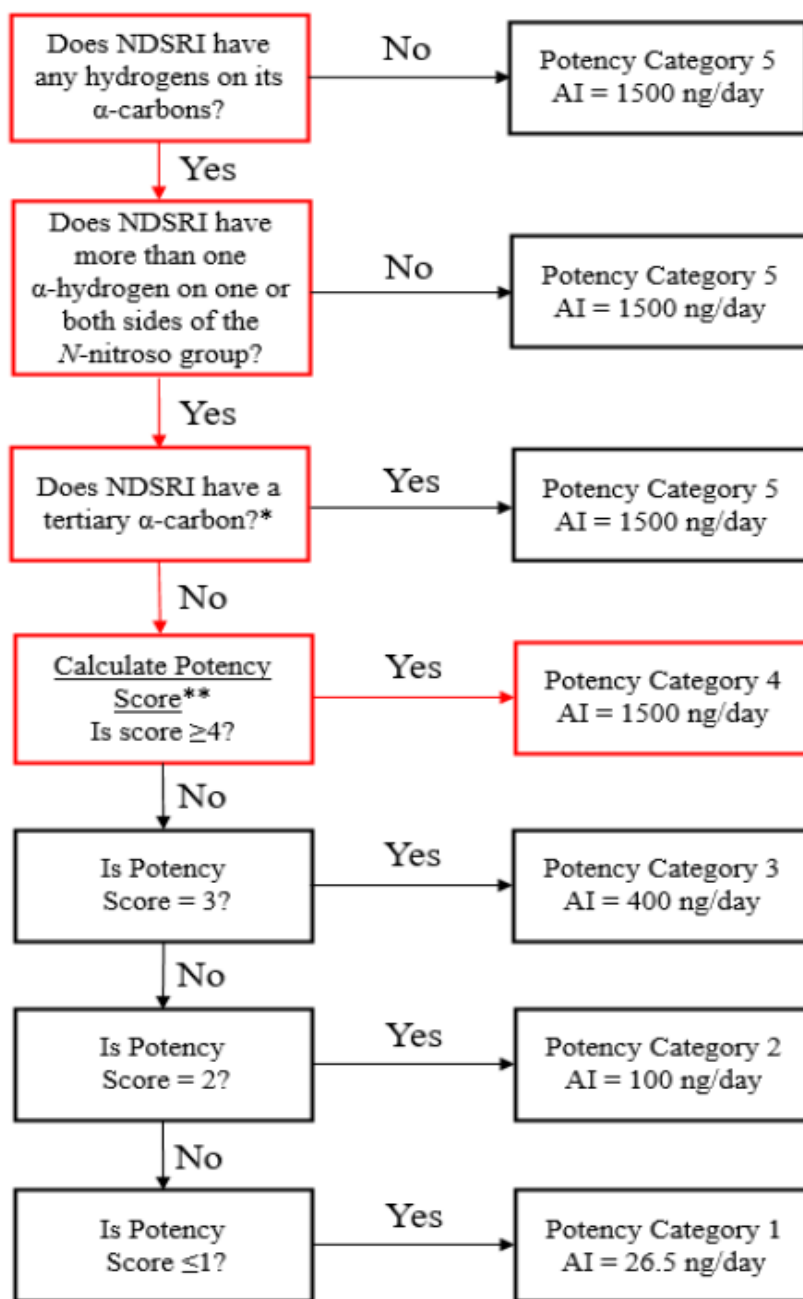 Does NDSRI have
any hydrogens on its
α-carbons?
No
Potency Category 5
AI = 1500 ng/day
Yes
Does NDSRI have
more than one
α-hydrogen on one or
both sides of the
N-nitroso group?
No
Potency Category 5
AI = 1500 ng/day
Yes
Does NDSRI have a
tertiary α-carbon?*
Yes
Potency Category 5
AI = 1500 ng/day
No
Calculate Potency
Score**
Is score ≥4?
Yes
Potency Category 4
AI = 1500 ng/day
No
Is Potency
Score = 3?
Yes
Potency Category 3
AI = 400 ng/day
No
Is Potency
Score = 2?
Yes
Potency Category 2
AI = 100 ng/day
No
Is Potency
Score ≤1?
Yes
Potency Category 1
AI = 26.5 ng/day